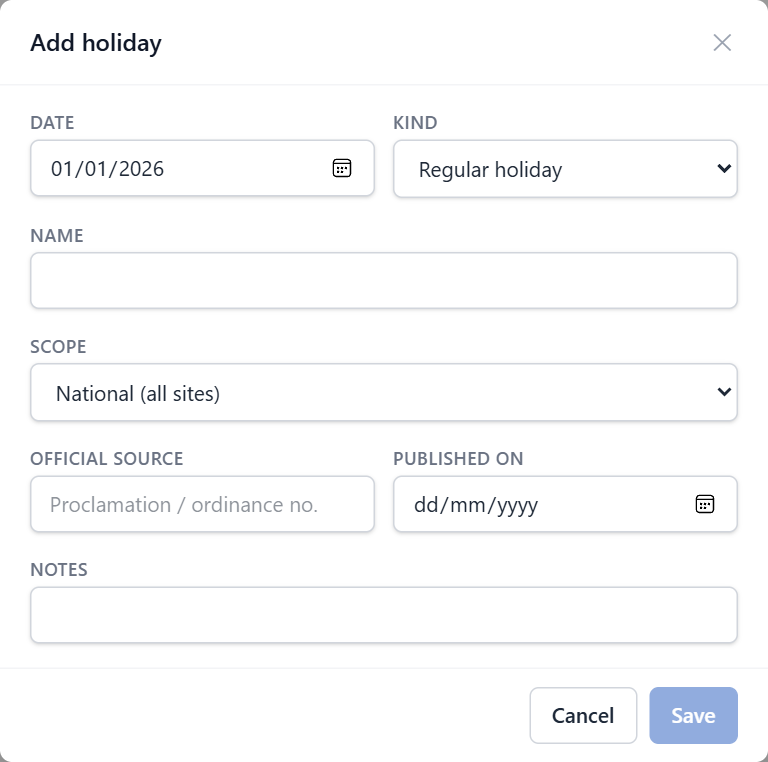 Add holiday
DATE
KIND
01/01/2026
Regular holiday
NAME
SCOPE
National (all sites)
OFFICIAL SOURCE
PUBLISHED ON
Proclamation / ordinance no.
dd/mm/yyyy
NOTES
Cancel
Save